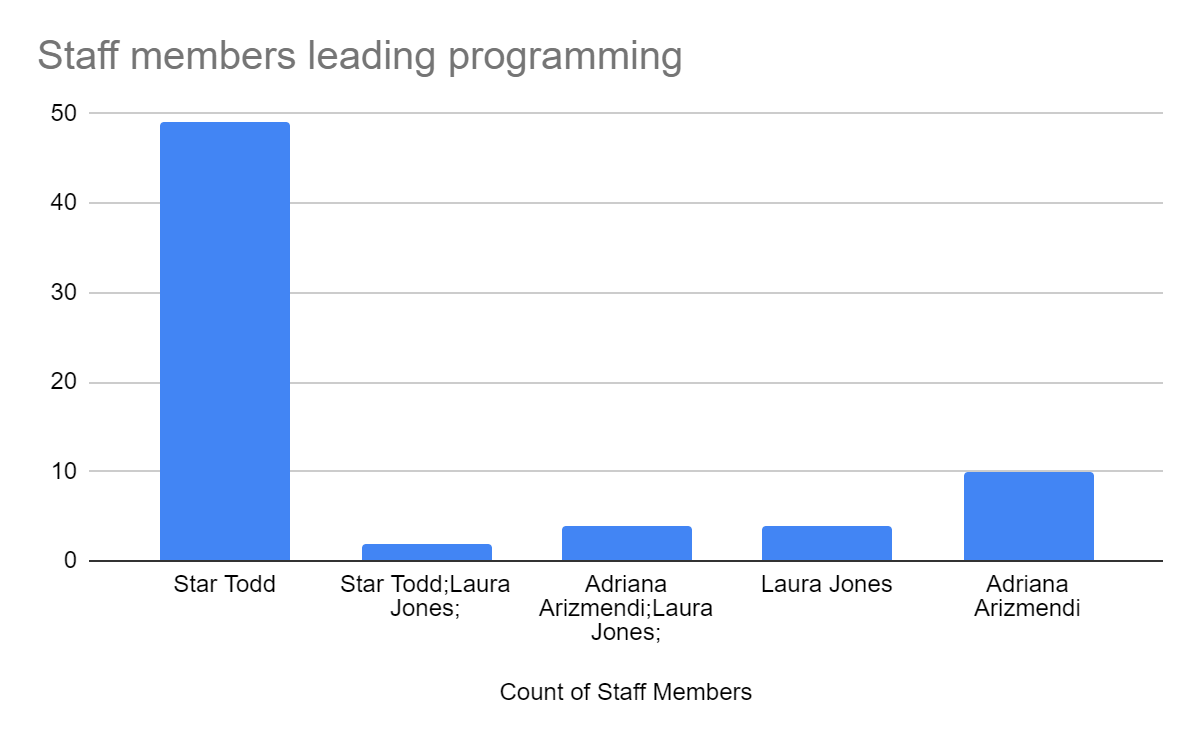 Staff members leading programming
50
40
30
20
10
0
Star Todd
Star Todd;Laura
Jones;
Adriana
Arizmendi;Laura
Jones;
Laura Jones
Adriana
Arizmendi
Count of Staff Members